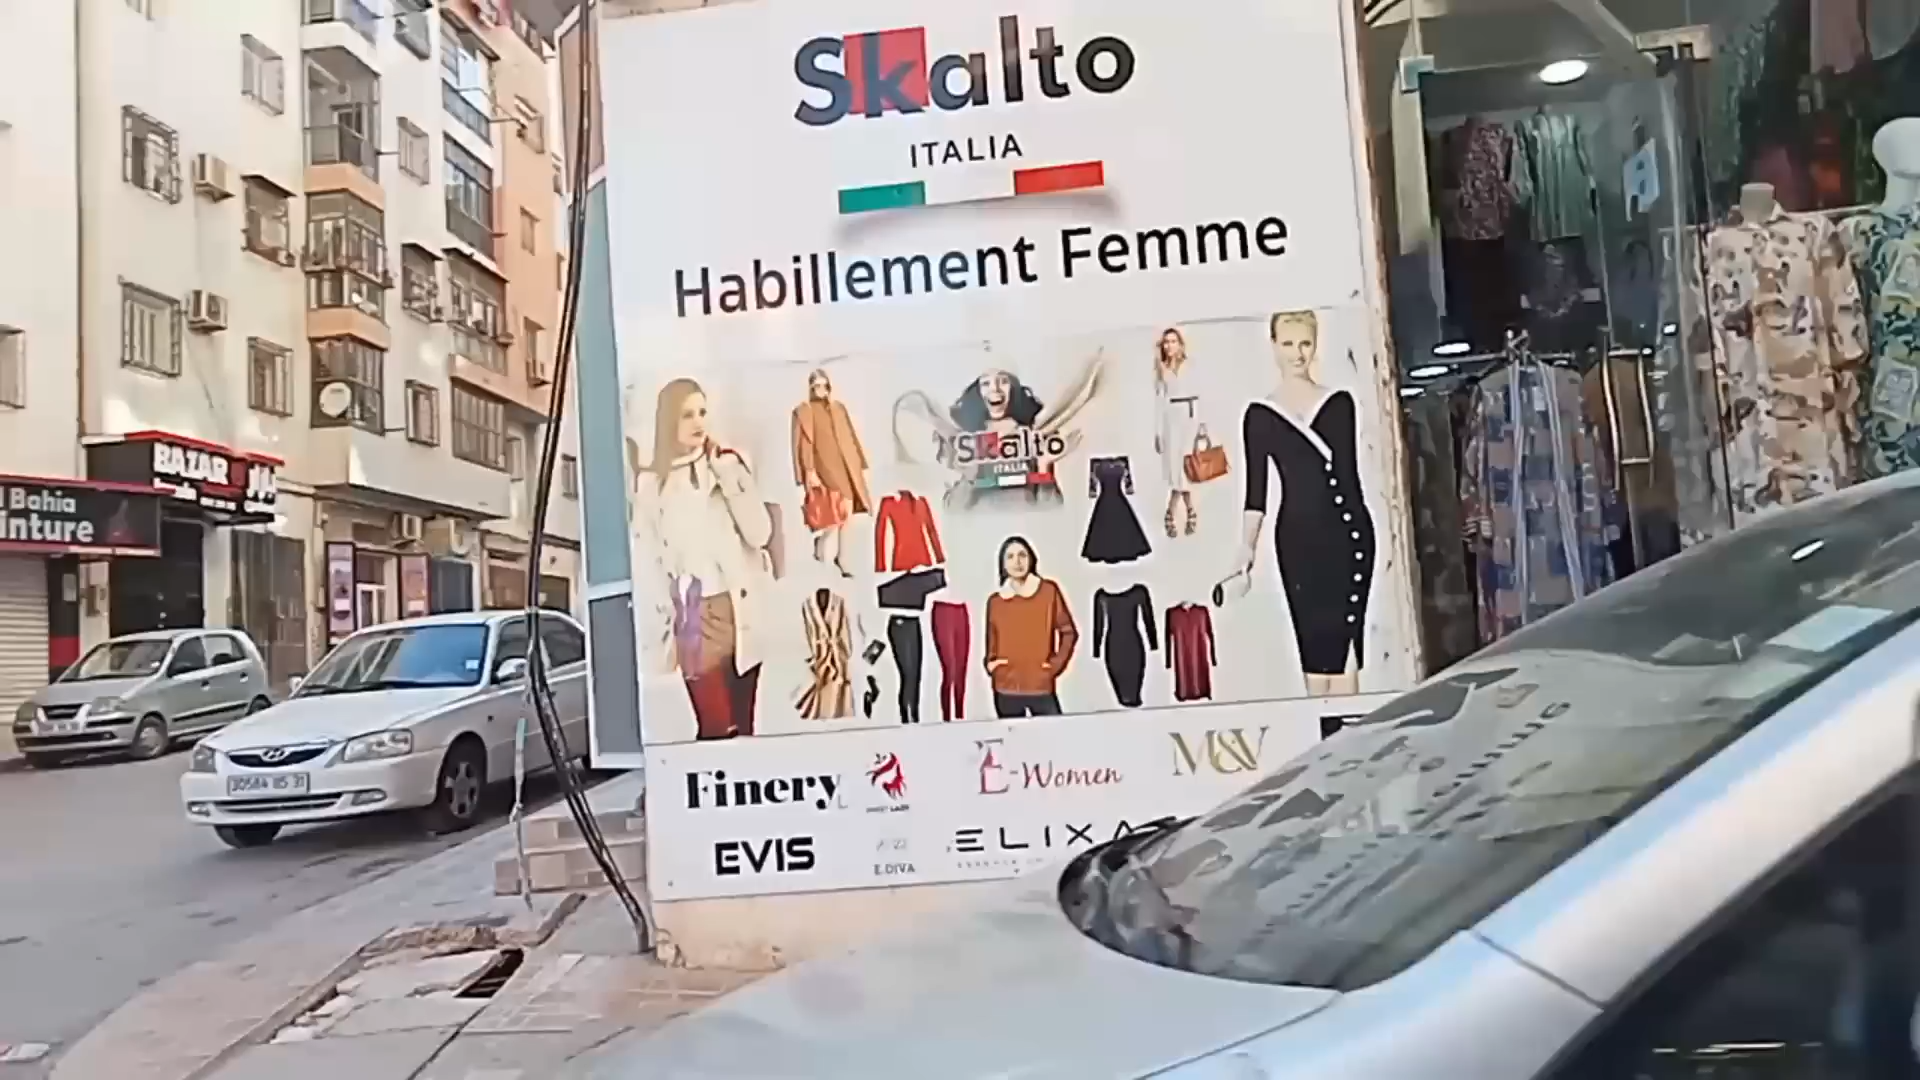 Skalto
ITALIA
Habillement Femme
Skalto
ITALIA
Finery
E-Women
M&V
EVIS
E.DIVA
BAZAR
Bahia
inture